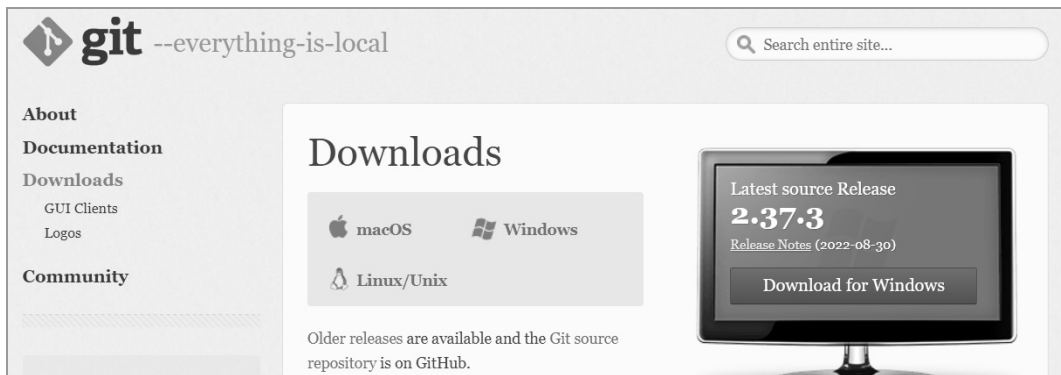 git --everything-is-local
Search entire site...
About
Documentation
Downloads
GUI Clients
Logos
Community
Downloads
macOS
Windows
Linux/Unix
Older releases are available and the Git source
repository is on GitHub.
Latest source Release
2.37.3
Release Notes (2022-08-30)
Download for Windows